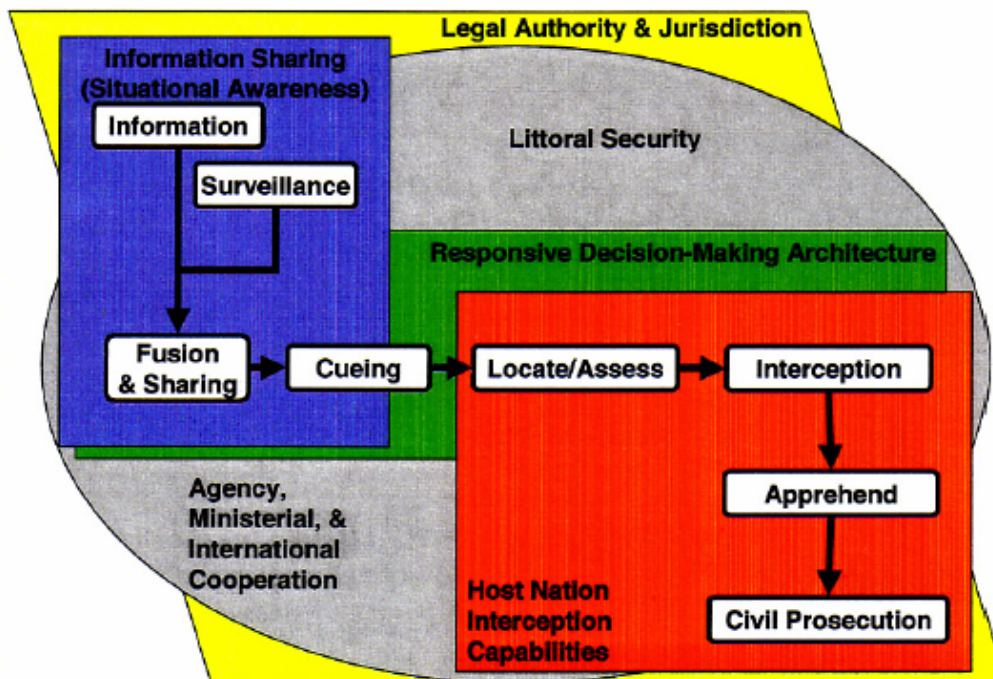 Legal Authority & Jurisdiction
Information Sharing
(Situational Awareness)
Information
Littoral Security
Surveillance
Responsive Decision-Making Architecture
Fusion
& Sharing
Cueing
Locate/Assess
Interception
Agency,
Ministerial, &
International
Cooperation
Apprehend
Host Nation
Interception
Capabilities
Civil Prosecution